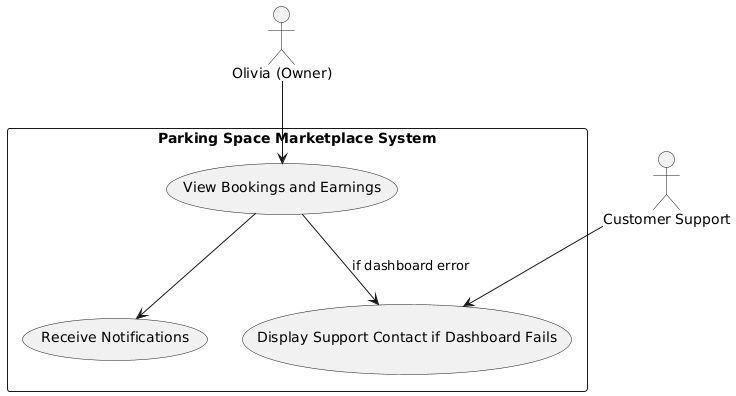 Olivia (Owner)
Parking Space Marketplace System
View Bookings and Earnings
Customer Support
if dashboard error
Receive Notifications
Display Support Contact if Dashboard Fails